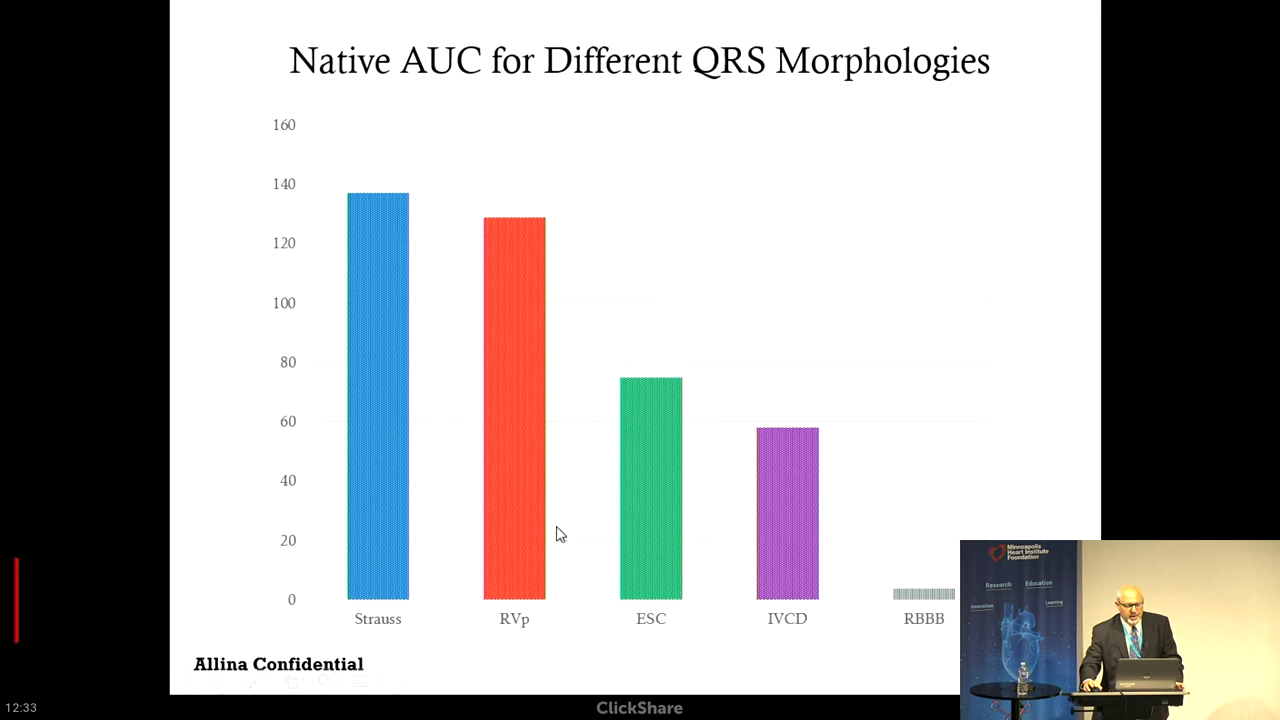 Native AUC for Different QRS Morphologies
160
140
120
100
80
60
40
20
0
Strauss
RVp
ESC
IVCD
RBBB
Allina Confidential
12:33
ClickShare
Minneapolis
Heart Institute
Foundation
Research
Education
Innovation
Learning